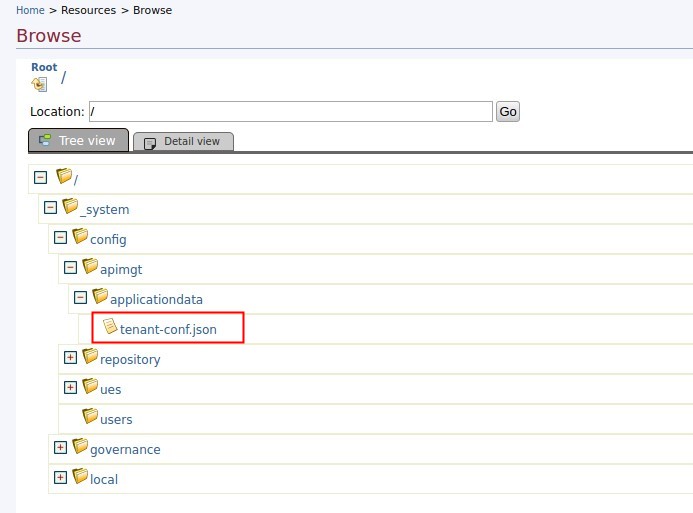 Home > Resources > Browse
Browse
Root
/
Location: / Go
Tree view Detail view
/
_system
config
apimgt
applicationdata
tenant-conf.json
repository
ues
users
governance
local